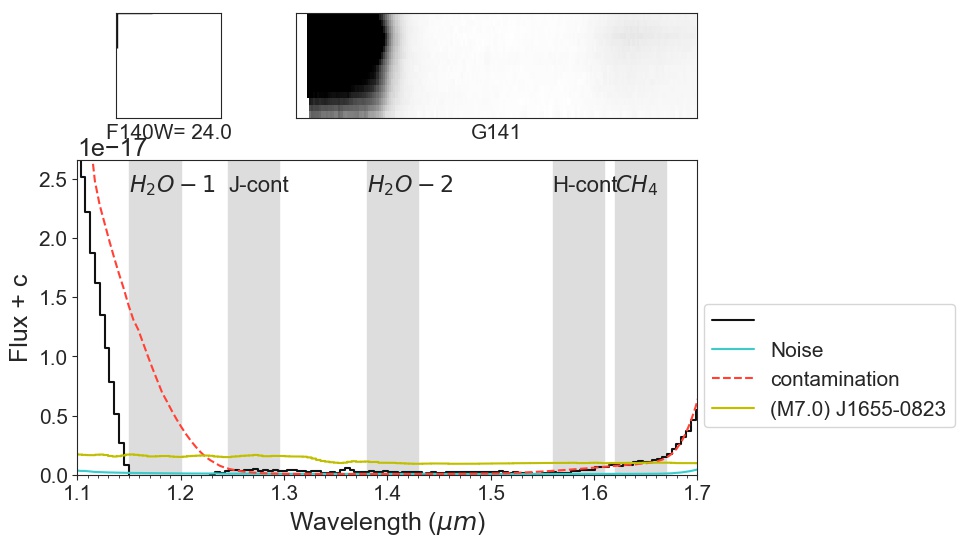 F140W= 24.0
G141
1e−17
H₂O − 1
J-cont
H₂O − 2
H-cont
CH₄
2.5
2.0
1.5
1.0
0.5
0.0
Flux + c
1.1
1.2
1.3
1.4
1.5
1.6
1.7
Wavelength (μm)
Noise
contamination
(M7.0) J1655-0823